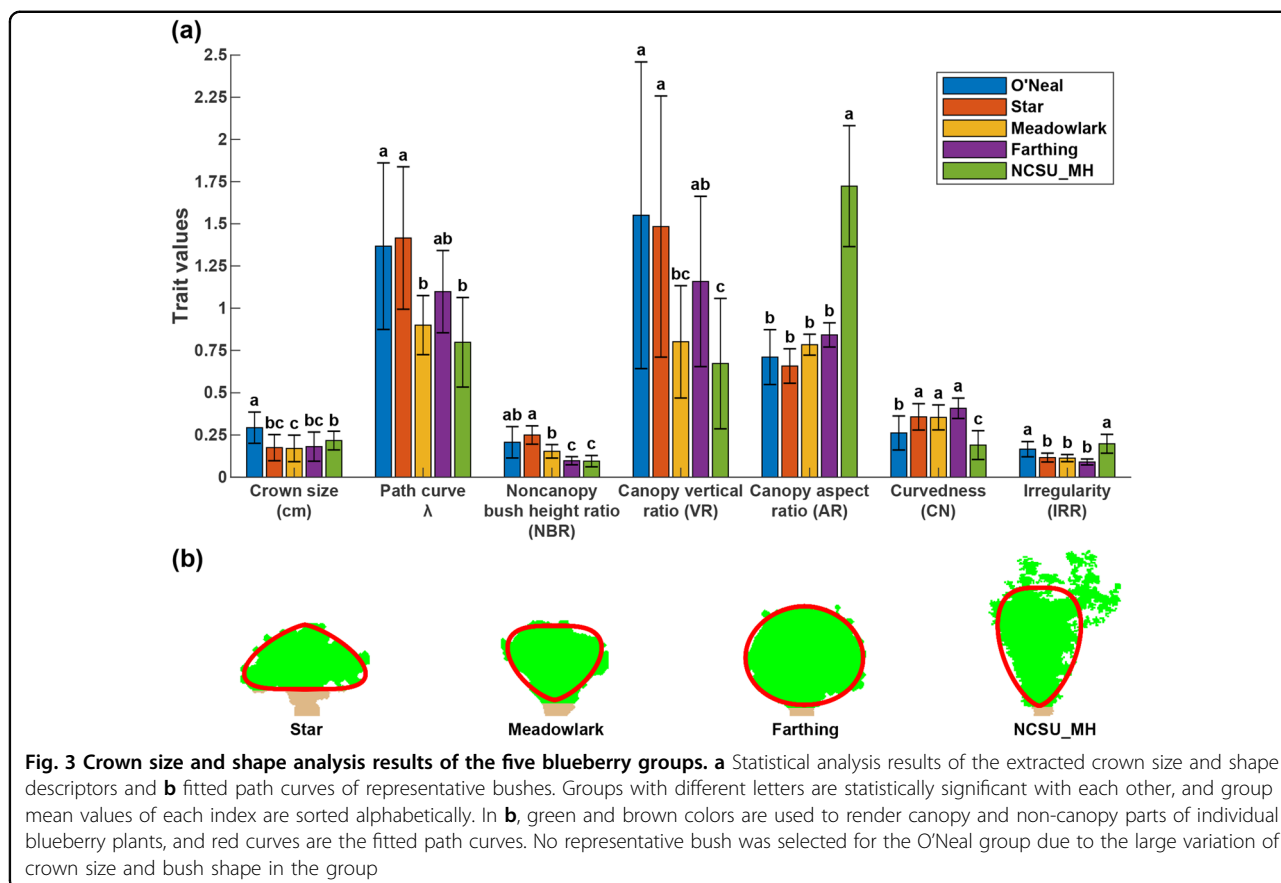 (a)
2.5
2.25
2
1.75
1.5
1.25
1
0.75
0.5
0.25
0
Trait values
O'Neal
Star
Meadowlark
Farthing
NCSU_MH
a bc c bc b
a a b ab b
ab a b c c
a a bc ab c
b b b b a
b a a a c
a b b b a
Crown size
(cm)
Path curve
λ
Noncanopy
bush height ratio
(NBR)
Canopy vertical
ratio (VR)
Canopy aspect
ratio (AR)
Curvedness
(CN)
Irregularity
(IRR)
(b)
Star
Meadowlark
Farthing
NCSU_MH
Fig. 3 Crown size and shape analysis results of the five blueberry groups. a Statistical analysis results of the extracted crown size and shape
descriptors and b fitted path curves of representative bushes. Groups with different letters are statistically significant with each other, and group
mean values of each index are sorted alphabetically. In b, green and brown colors are used to render canopy and non-canopy parts of individual
blueberry plants, and red curves are the fitted path curves. No representative bush was selected for the O'Neal group due to the large variation of
crown size and bush shape in the group